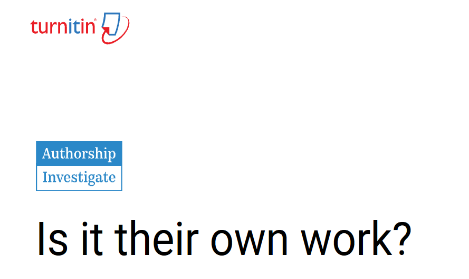 turnitin
Authorship
Investigate
Is it their own work?